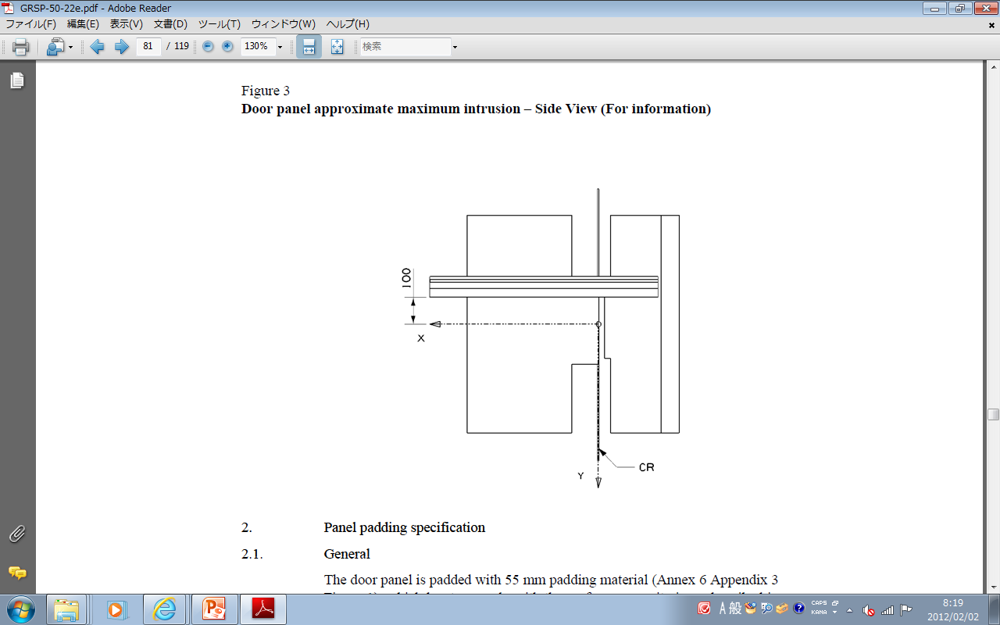 GRSP-50-22e.pdf - Adobe Reader
ファイル(F) 編集(E) 表示(V) 文書(D) ツール(T) ウィンドウ(W) ヘルプ(H)
81 / 119 130% 検索
Figure 3
Door panel approximate maximum intrusion – Side View (For information)
100
X
CR
Y
2. Panel padding specification
2.1. General
The door panel is padded with 55 mm padding material (Annex 6 Appendix 3
A 般 CAPS KANA 8:19
2012/02/02